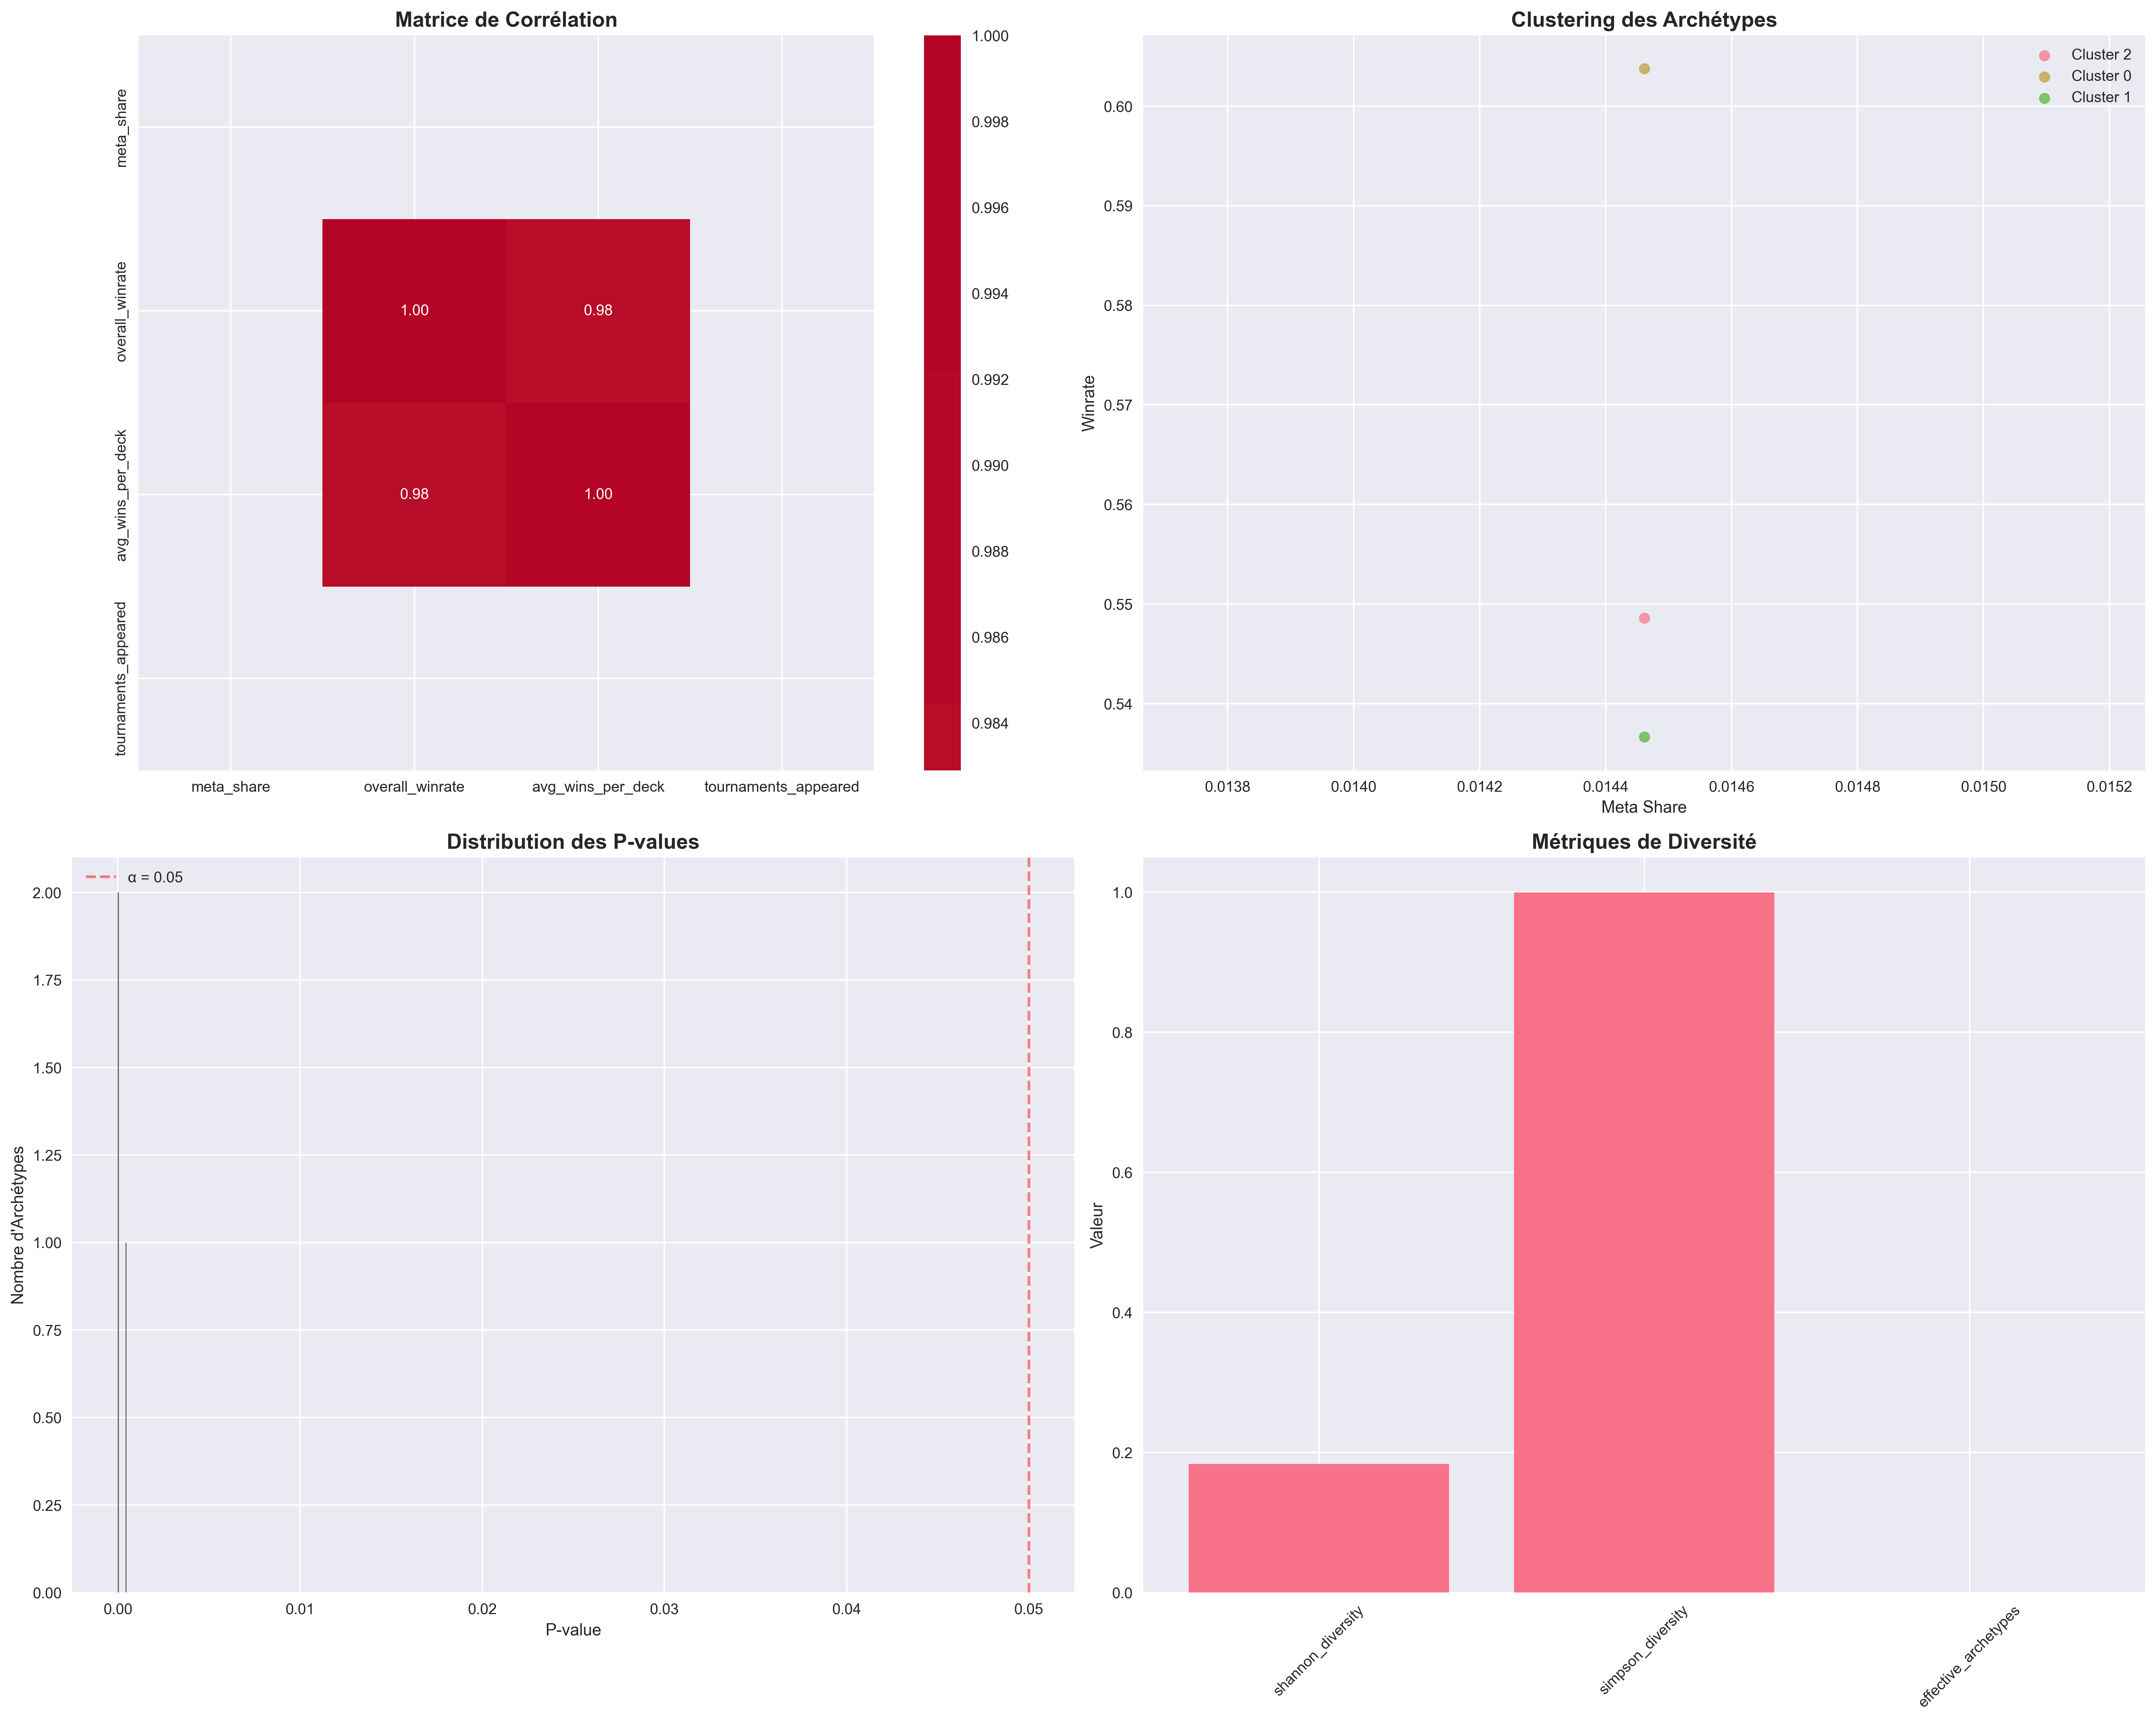 Matrice de Corrélation
meta_share
overall_winrate
avg_wins_per_deck
tournaments_appeared
1.00
0.98
0.98
1.00
meta_share
overall_winrate
avg_wins_per_deck
tournaments_appeared
1.000
0.998
0.996
0.994
0.992
0.990
0.988
0.986
0.984
Clustering des Archétypes
Cluster 2
Cluster 0
Cluster 1
Winrate
0.60
0.59
0.58
0.57
0.56
0.55
0.54
0.0138
0.0140
0.0142
0.0144
0.0146
0.0148
0.0150
0.0152
Meta Share
Distribution des P-values
α = 0.05
Nombre d'Archétypes
2.00
1.75
1.50
1.25
1.00
0.75
0.50
0.25
0.00
0.00
0.01
0.02
0.03
0.04
0.05
P-value
Métriques de Diversité
Valeur
1.0
0.8
0.6
0.4
0.2
0.0
shannon_diversity
simpson_diversity
effective_archetypes